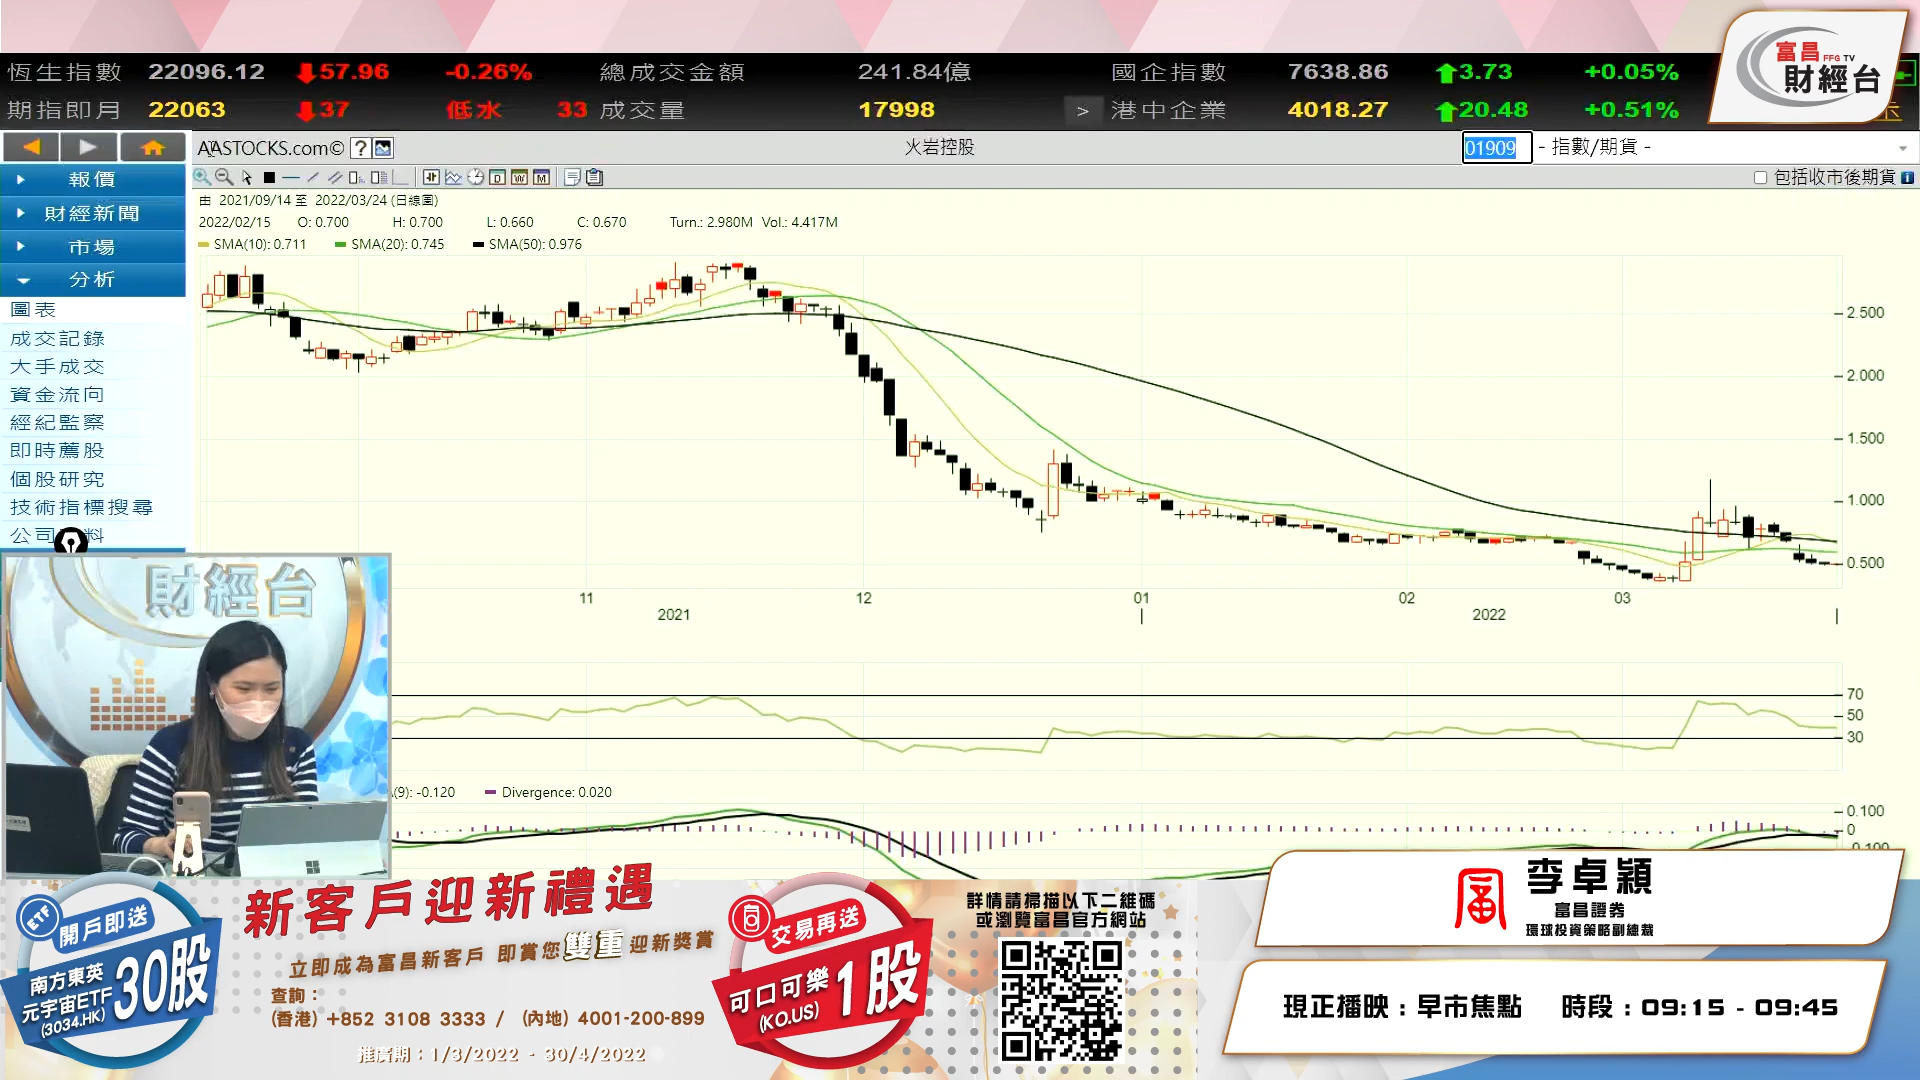 恆生指數 22096.12 57.96 -0.26% 總成交金額 241.84億 國企指數 7638.86 3.73 +0.05%
期指即月 22063 37 低水 33 成交量 17998 > 港中企業 4018.27 20.48 +0.51%
富昌 FFG TV
財經台
AASTOCKS.com© ? 火岩控股 01909 - 指數/期貨 -
包括收市後期貨 i
報價
財經新聞
市場
分析
圖表
成交記錄
大手成交
資金流向
經紀監察
即時薦股
個股研究
技術指標搜尋
由 2021/09/14 至 2022/03/24 (日線圖)
2022/02/15 O: 0.700 H: 0.700 L: 0.660 C: 0.670 Turn.: 2.980M Vol.: 4.417M
SMA(10): 0.711 SMA(20): 0.745 SMA(50): 0.976
2.500
2.000
1.500
1.000
0.500
11 12 01 02 03
2021 2022
70
50
30
(9): -0.120 Divergence: 0.020
0.100
0
-0.100
財經台
ETF
開戶即送
南方東英
元宇宙ETF
(3034.HK)
30股
新客戶迎新禮遇
立即成為富昌新客戶 即賞您雙重迎新獎賞
查詢：
(香港) +852 3108 3333 / (內地) 4001-200-899
推廣期：1/3/2022 - 30/4/2022
交易再送
可口可樂
(KO.US)
1股
詳情請掃描以下二維碼
或瀏覽富昌官方網站
李卓穎
富昌證券
環球投資策略副總裁
現正播映：早市焦點 時段：09:15 - 09:45